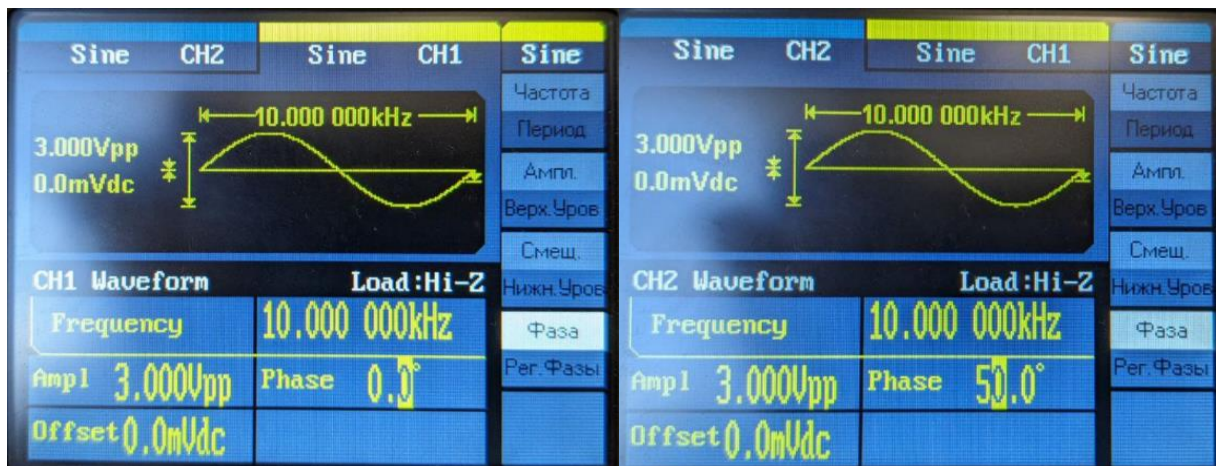 Sine CH2 Sine CH1 Sine
Частота
10.000 000kHz
Период
3.000Vpp
Ампл.
0.0mVdc
Верх.Уров
Смещ.
CH1 Waveform Load:Hi-Z
Нижн.Уров
Frequency 10.000 000kHz
Фаза
Ampl 3.000Vpp Phase 0.0°
Рег.Фазы
Offset 0.0mVdc
Sine CH2 Sine CH1 Sine
Частота
10.000 000kHz
Период
3.000Vpp
Ампл.
0.0mVdc
Верх.Уров
Смещ.
CH2 Waveform Load:Hi-Z
Нижн.Уров
Frequency 10.000 000kHz
Фаза
Ampl 3.000Vpp Phase 50.0°
Рег.Фазы
Offset 0.0mVdc